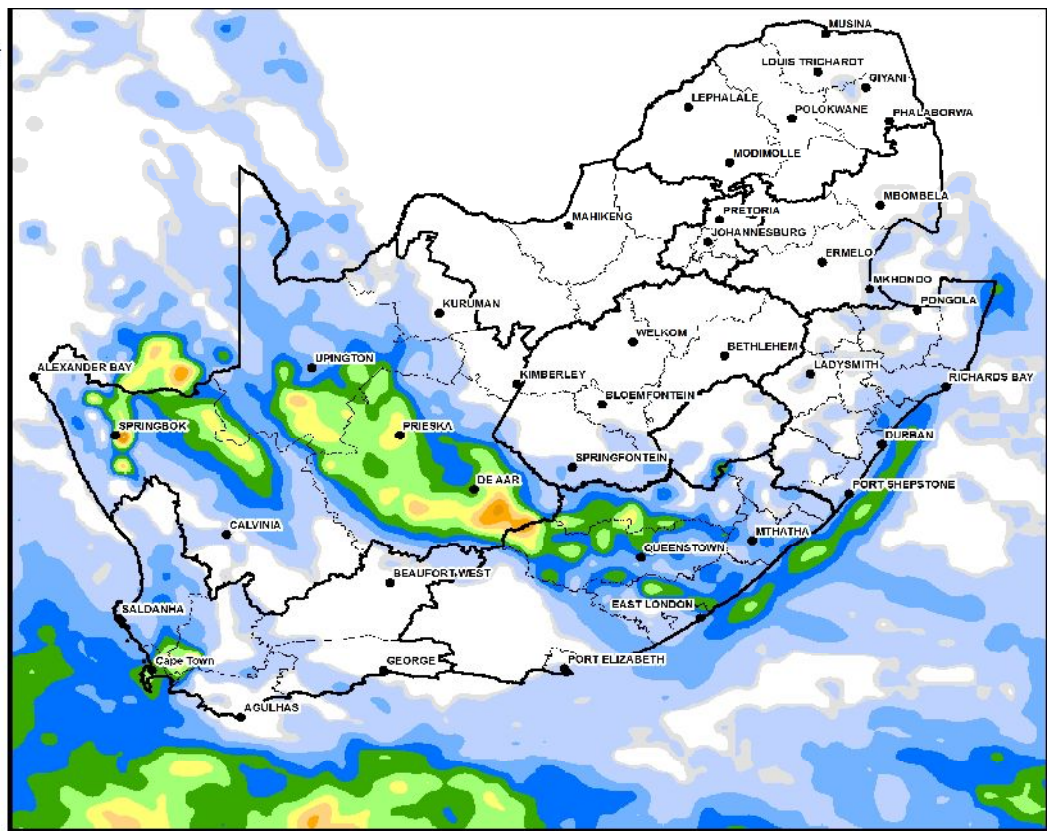 MUSINA
LOUIS TRICHARDT
GIYANI
LEPHALALE
POLOKWANE
PHALABORWA
MODIMOLLE
MBOMBELA
PRETORIA
MAHIKENG
JOHANNESBURG
ERMELO
MKHONDO
KURUMAN
PONGOLA
WELKOM
BETHLEHEM
UPINGTON
ALEXANDER BAY
LADYSMITH
KIMBERLEY
RICHARDS BAY
BLOEMFONTEIN
SPRINGBOK
PRIESKA
DURBAN
SPRINGFONTEIN
DE AAR
PORT SHEPSTONE
CALVINIA
MTHATHA
QUEENSTOWN
BEAUFORT WEST
EAST LONDON
SALDANHA
Cape Town
GEORGE
PORT ELIZABETH
AGULHAS